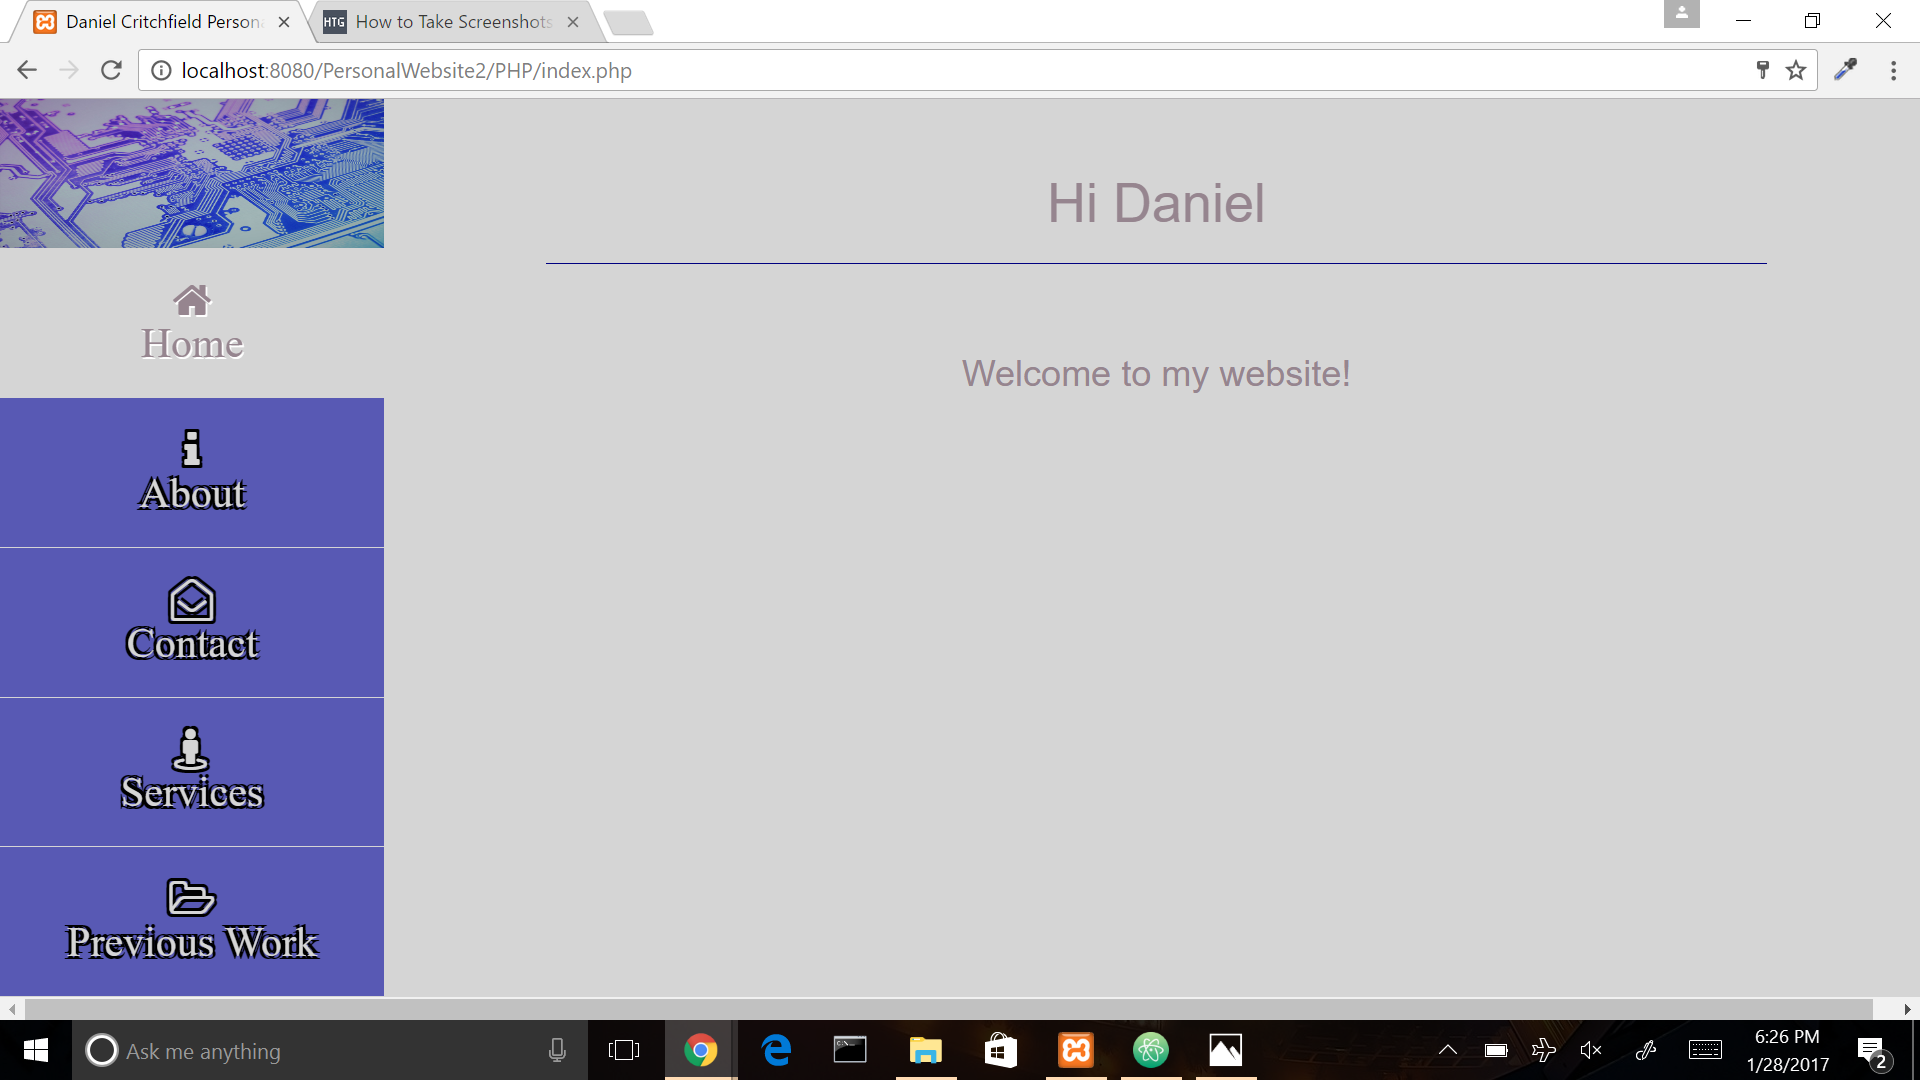 Daniel Critchfield Person
HTG How to Take Screenshots
localhost:8080/PersonalWebsite2/PHP/index.php
Hi Daniel
Home
Welcome to my website!
About
Contact
Services
Previous Work
Ask me anything
6:26 PM
1/28/2017
2